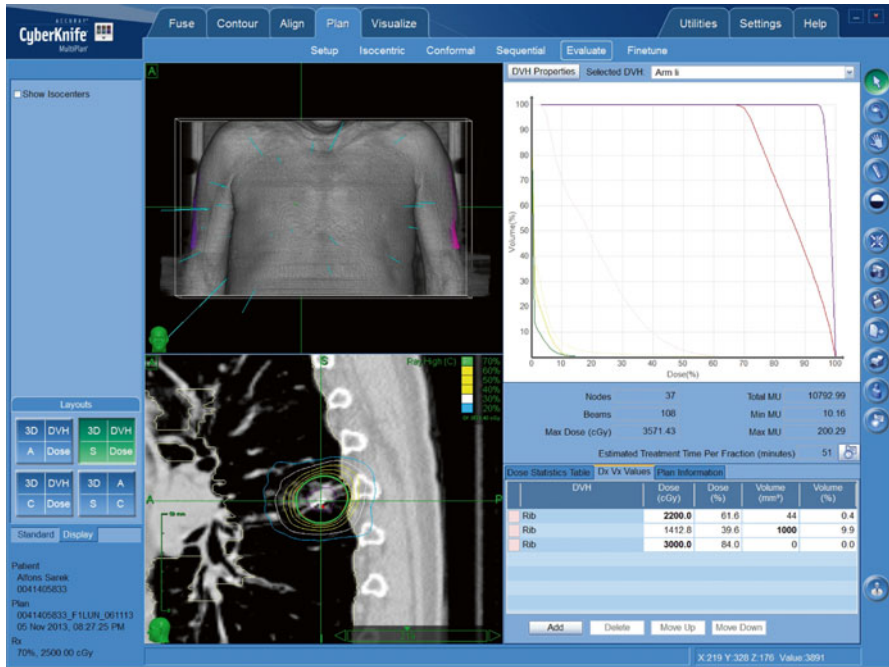 ACCURAY
CyberKnife
MultiPlan
Fuse
Contour
Align
Plan
Visualize
Utilities
Settings
Help
Setup
Isocentric
Conformal
Sequential
Evaluate
Finetune
Show Isocenters
A
DVH Properties
Selected DVH:
Arm li
Volume(%)
100
90
80
70
60
50
40
30
20
10
10
20
30
40
50
60
70
80
90
100
Dose(%)
S
Ray High (C)
70%
60%
50%
40%
30%
20%
A
P
I
50 mm
219
Layouts
3D DVH
A Dose
3D DVH
S Dose
3D DVH
C Dose
3D A
S C
Standard
Display
Patient
Alfons Sarek
0041405833
Plan
0041405833_F1LUN_061113
05 Nov 2013, 08:27:25 PM
Rx
70%, 2500.00 cGy
Nodes 37 Total MU 10792.99
Beams 108 Min MU 10.16
Max Dose (cGy) 3571.43 Max MU 200.29
Estimated Treatment Time Per Fraction (minutes) 51
Dose Statistics Table
Dx Vx Values
Plan Information
DVH Dose (cGy) Dose (%) Volume (mm³) Volume (%)
Rib 2200.0 61.6 44 0.4
Rib 1412.8 39.6 1000 9.9
Rib 3000.0 84.0 0 0.0
Add
Delete
Move Up
Move Down
X:219 Y:328 Z:176 Value:3891